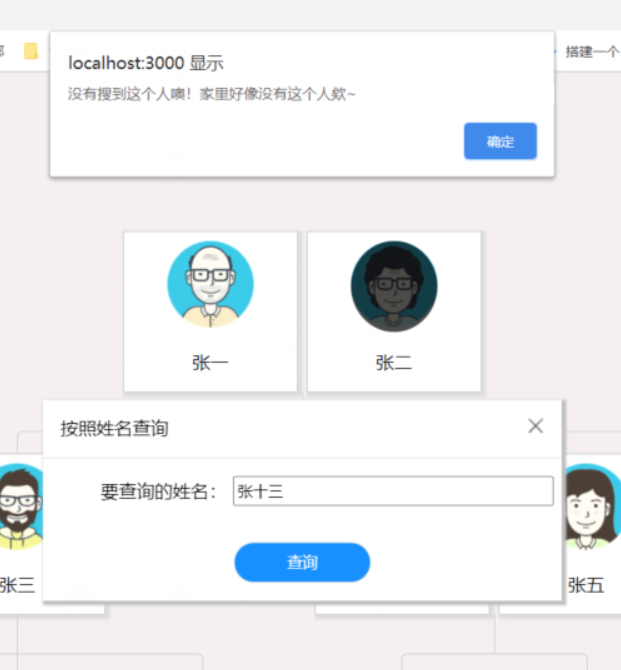 搭建一个
localhost:3000 显示
没有搜到这个人噢！家里好像没有这个人欸~
确定
张一
张二
按照姓名查询
要查询的姓名：
张十三
查询
张三
张五